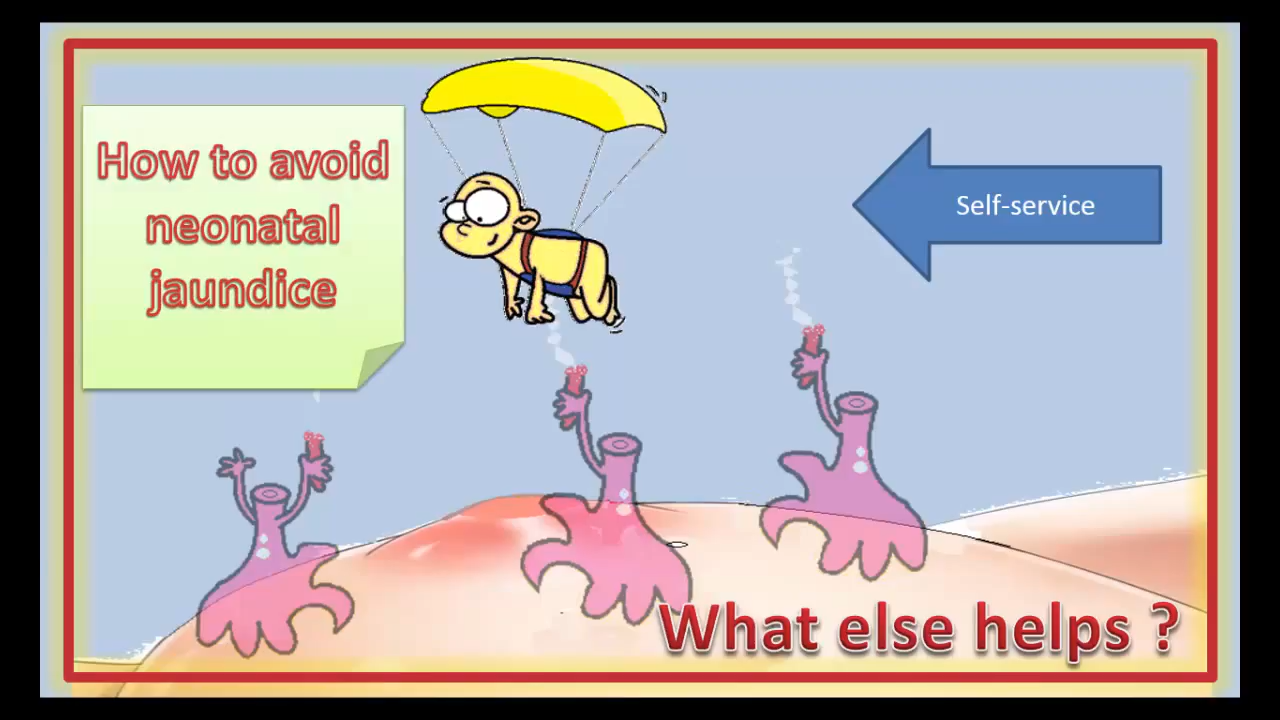 How to avoid
neonatal
jaundice
Self-service
What else helps ?